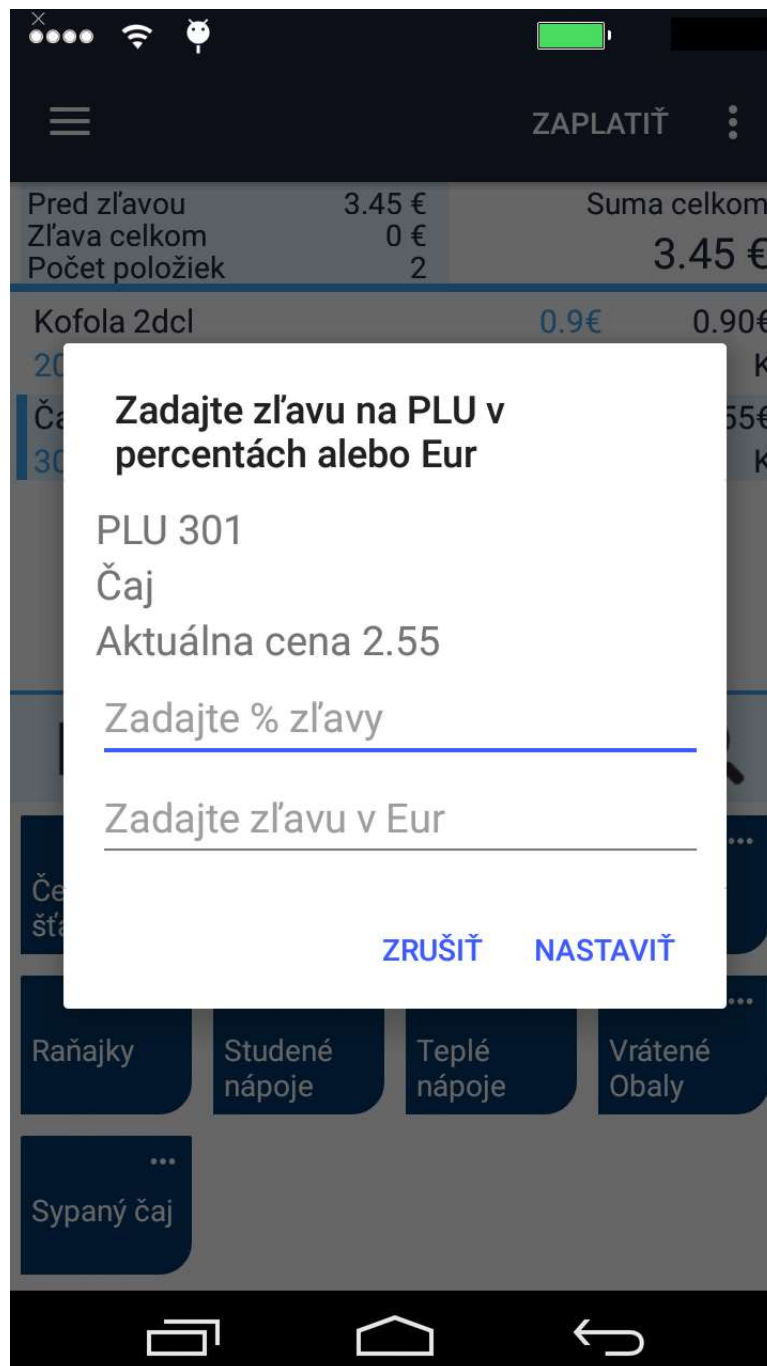 ZAPLATIŤ
Pred zľavou 3.45 € Suma celkom
Zľava celkom 0 € 3.45 €
Počet položiek 2
Kofola 2dcl 0.9€ 0.90€
Zadajte zľavu na PLU v
percentách alebo Eur
PLU 301
Čaj
Aktuálna cena 2.55
Zadajte % zľavy
Zadajte zľavu v Eur
ZRUŠIŤ NASTAVIŤ
Raňajky
Studené
nápoje
Teplé
nápoje
Vrátené
Obaly
Sypaný čaj